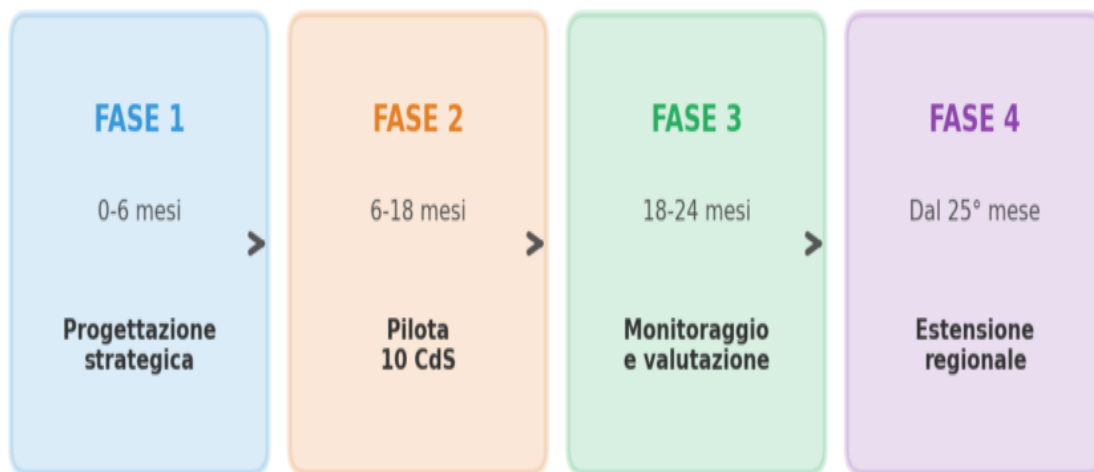 FASE 1
0-6 mesi
Progettazione
strategica
>
FASE 2
6-18 mesi
Pilota
10 CdS
>
FASE 3
18-24 mesi
Monitoraggio
e valutazione
>
FASE 4
Dal 25° mese
Estensione
regionale